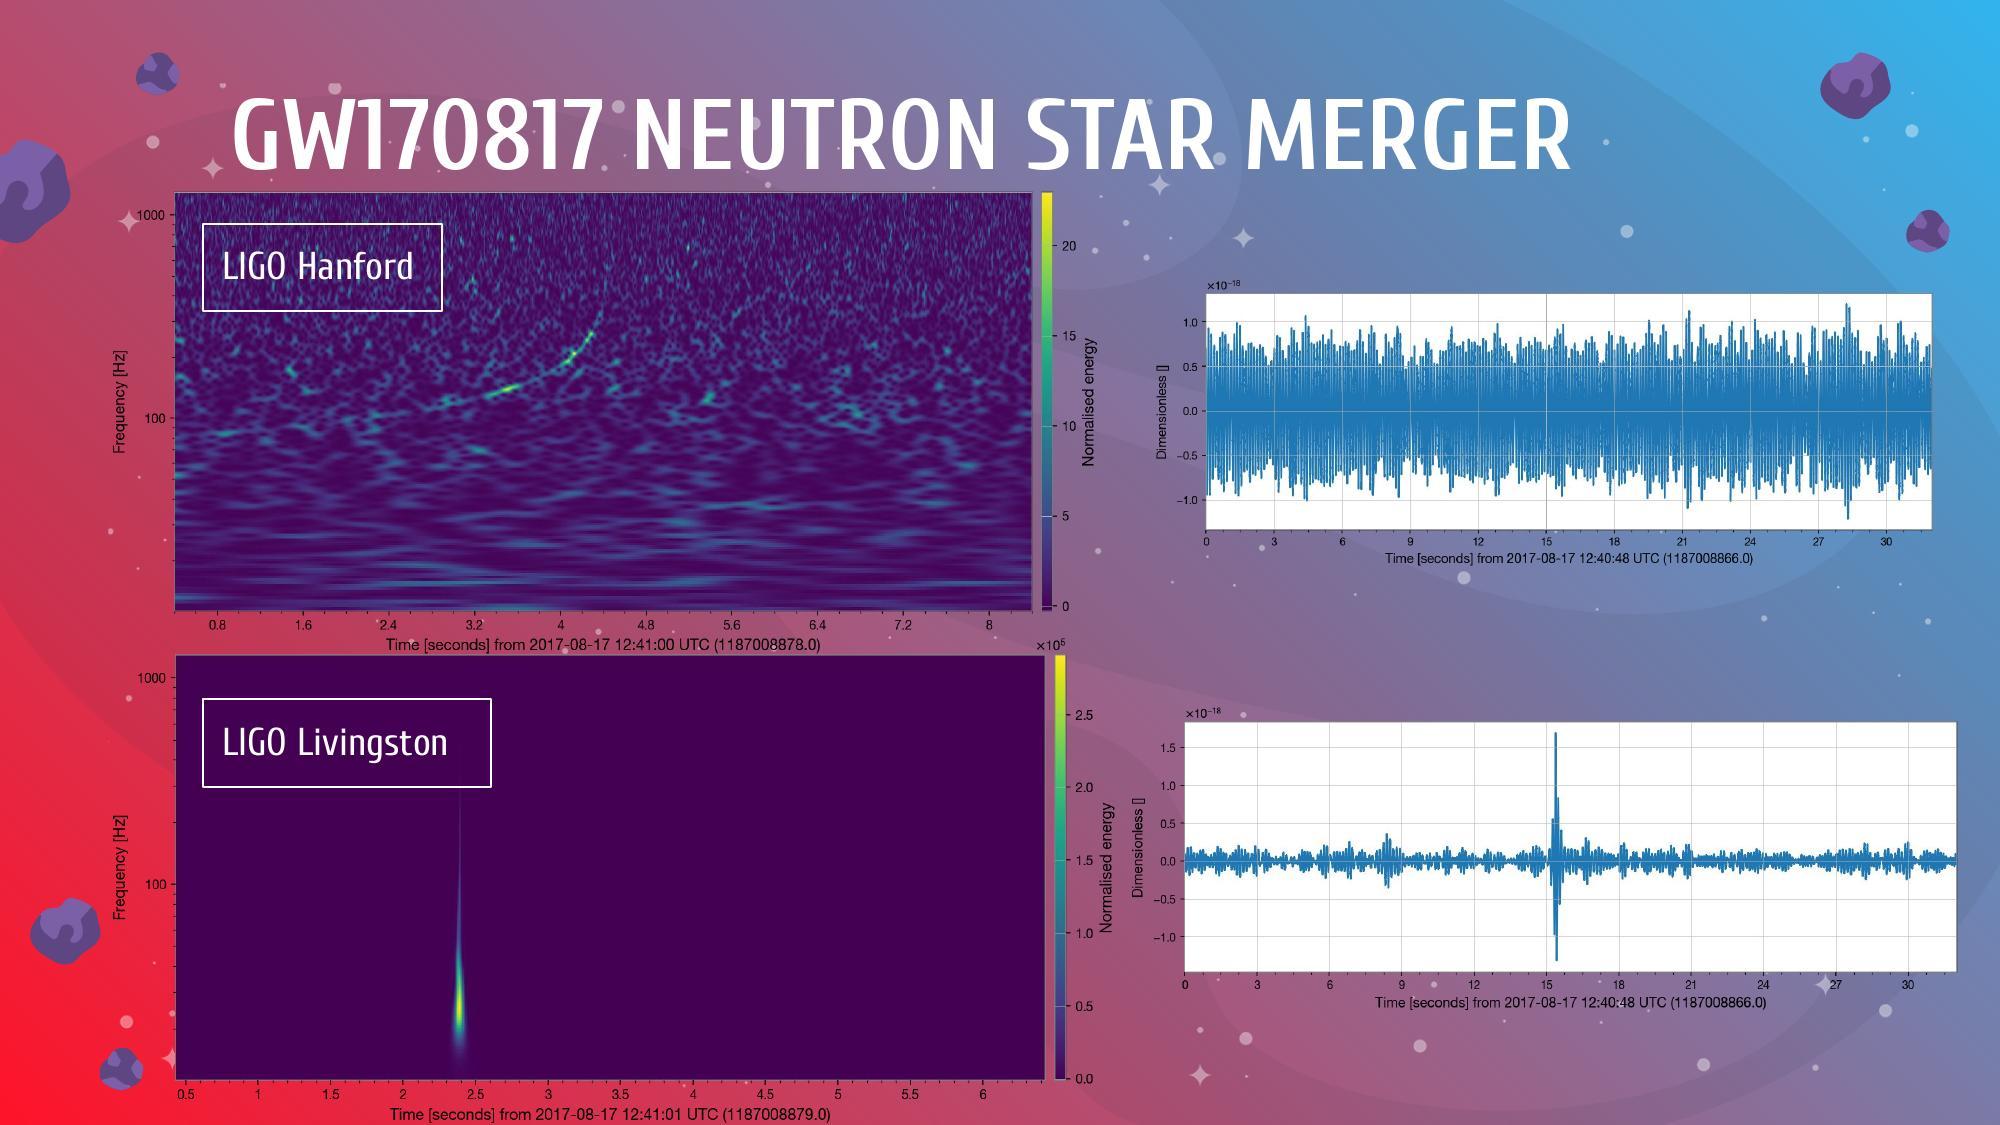 GW170817 NEUTRON STAR MERGER
LIGO Hanford
1000
100
Frequency [Hz]
0.8 1.6 2.4 3.2 4 4.8 5.6 6.4 7.2 8
Time [seconds] from 2017-08-17 12:41:00 UTC (1187008878.0)
20
15
10
5
0
Normalised energy
×10⁻¹⁸
1.0
0.5
0.0
−0.5
−1.0
Dimensionless []
0 3 6 9 12 15 18 21 24 27 30
Time [seconds] from 2017-08-17 12:40:48 UTC (1187008866.0)
LIGO Livingston
1000
100
Frequency [Hz]
0.5 1 1.5 2 2.5 3 3.5 4 4.5 5 5.5 6
Time [seconds] from 2017-08-17 12:41:01 UTC (1187008879.0)
2.5
2.0
1.5
1.0
0.5
0.0
Normalised energy
×10⁻¹⁸
1.5
1.0
0.5
0.0
−0.5
−1.0
Dimensionless []
0 3 6 9 12 15 18 21 24 27 30
Time [seconds] from 2017-08-17 12:40:48 UTC (1187008866.0)